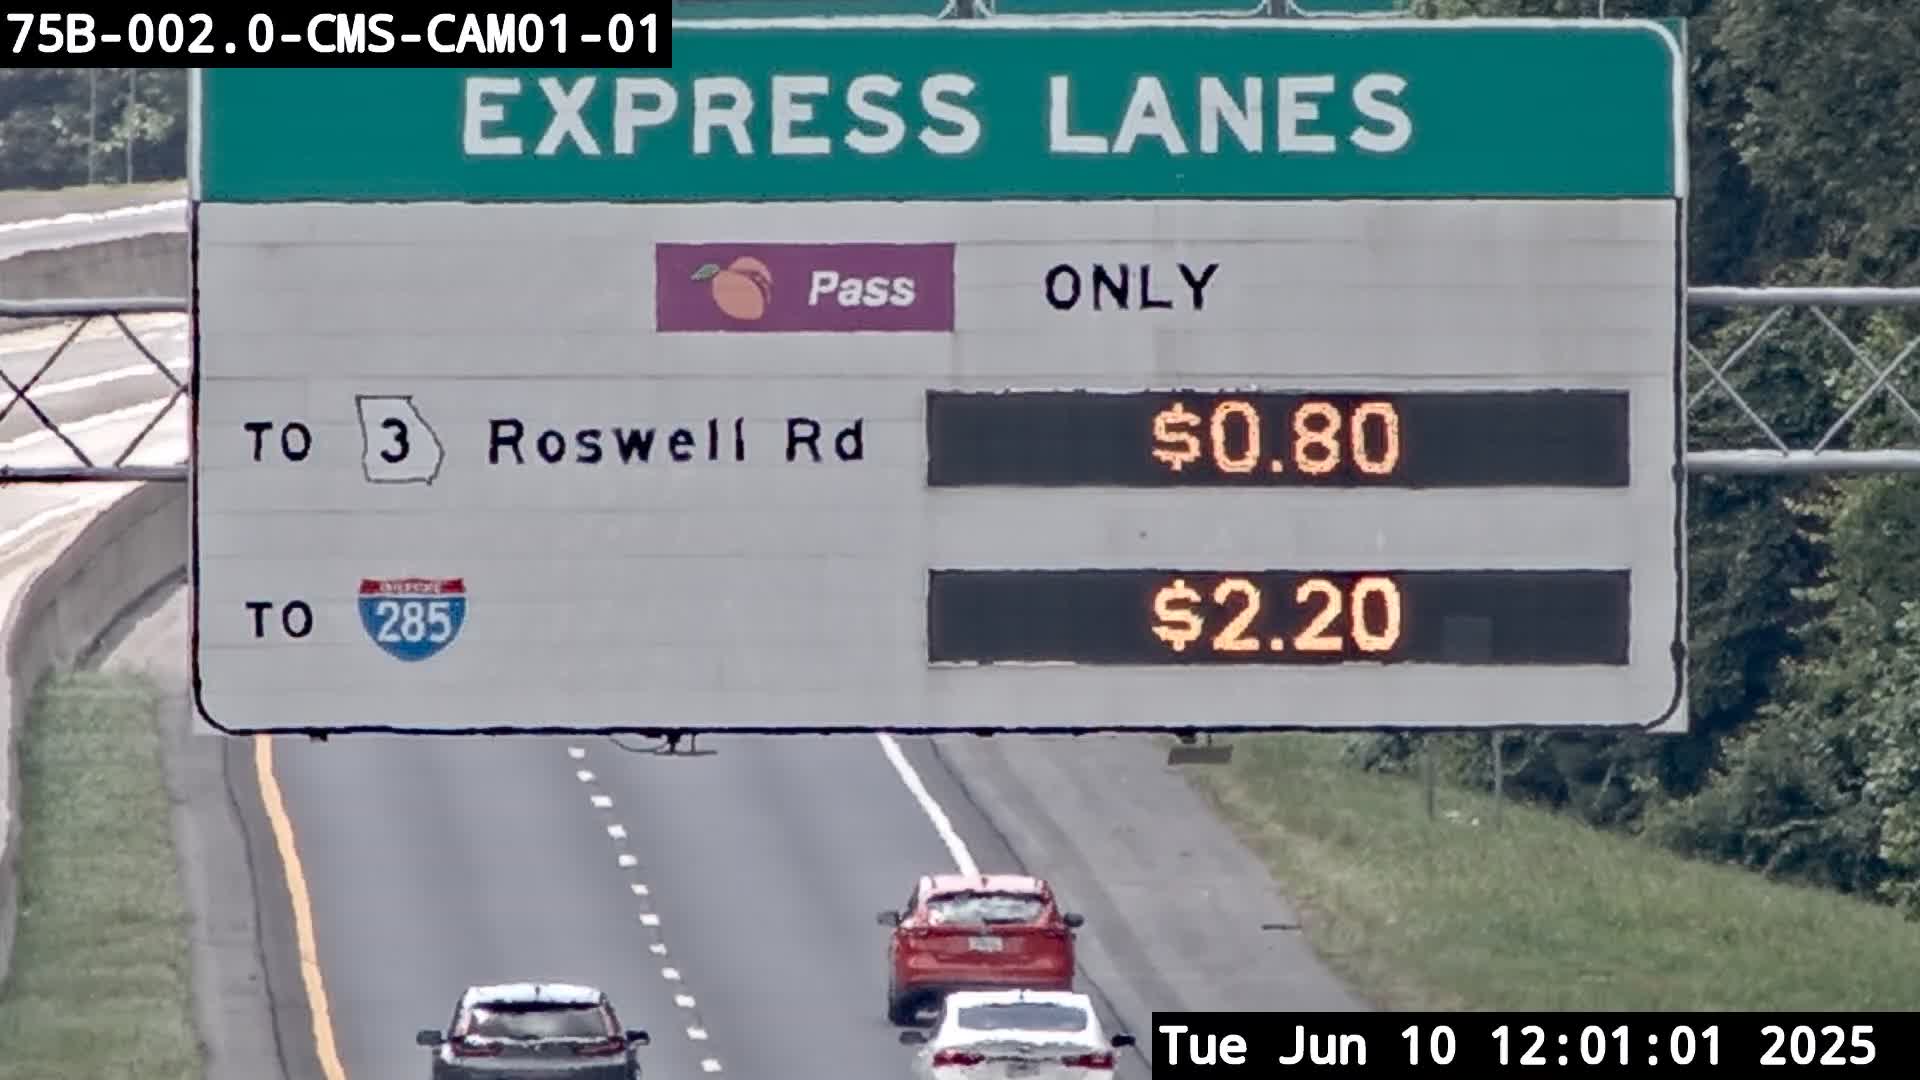 75B-002.0-CMS-CAM01-01
EXPRESS LANES
Pass ONLY
TO 3 Roswell Rd $0.80
TO INTERSTATE 285 $2.20
Tue Jun 10 12:01:01 2025